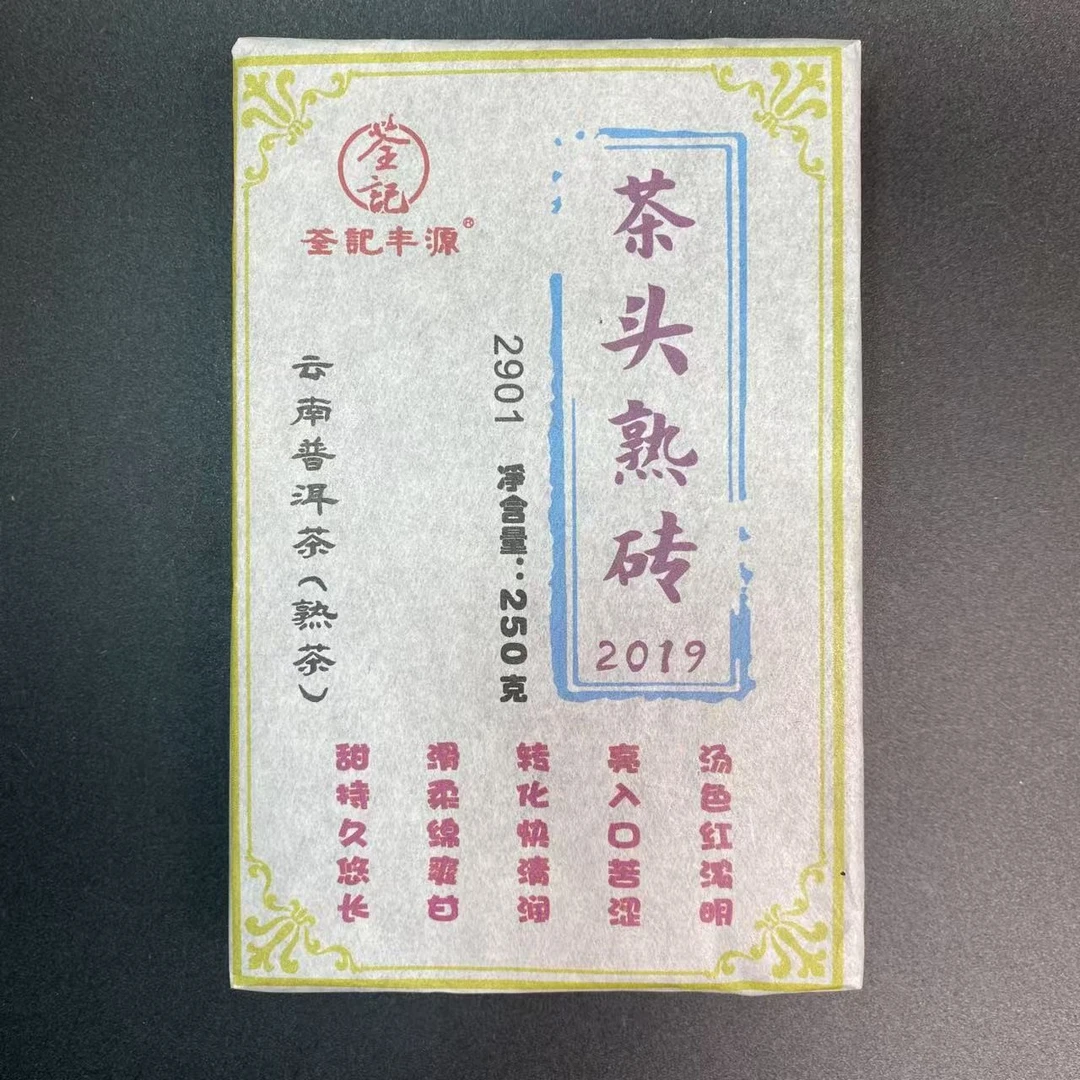 荃記
荃記丰源®
茶头熟砖
2019
2901 净含量:250克
云南普洱茶(熟茶)
汤色红浓明
亮入口苦涩
转化快清润
滑柔绵爽甘
甜持久悠长